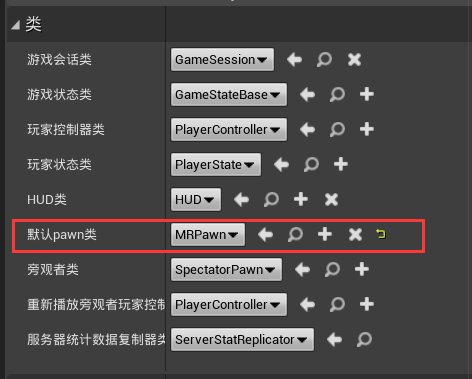 类
游戏会话类 GameSession
游戏状态类 GameStateBase
玩家控制器类 PlayerController
玩家状态类 PlayerState
HUD类 HUD
默认pawn类 MRPawn
旁观者类 SpectatorPawn
重新播放旁观者玩家控制 PlayerController
服务器统计数据复制器类 ServerStatReplicator